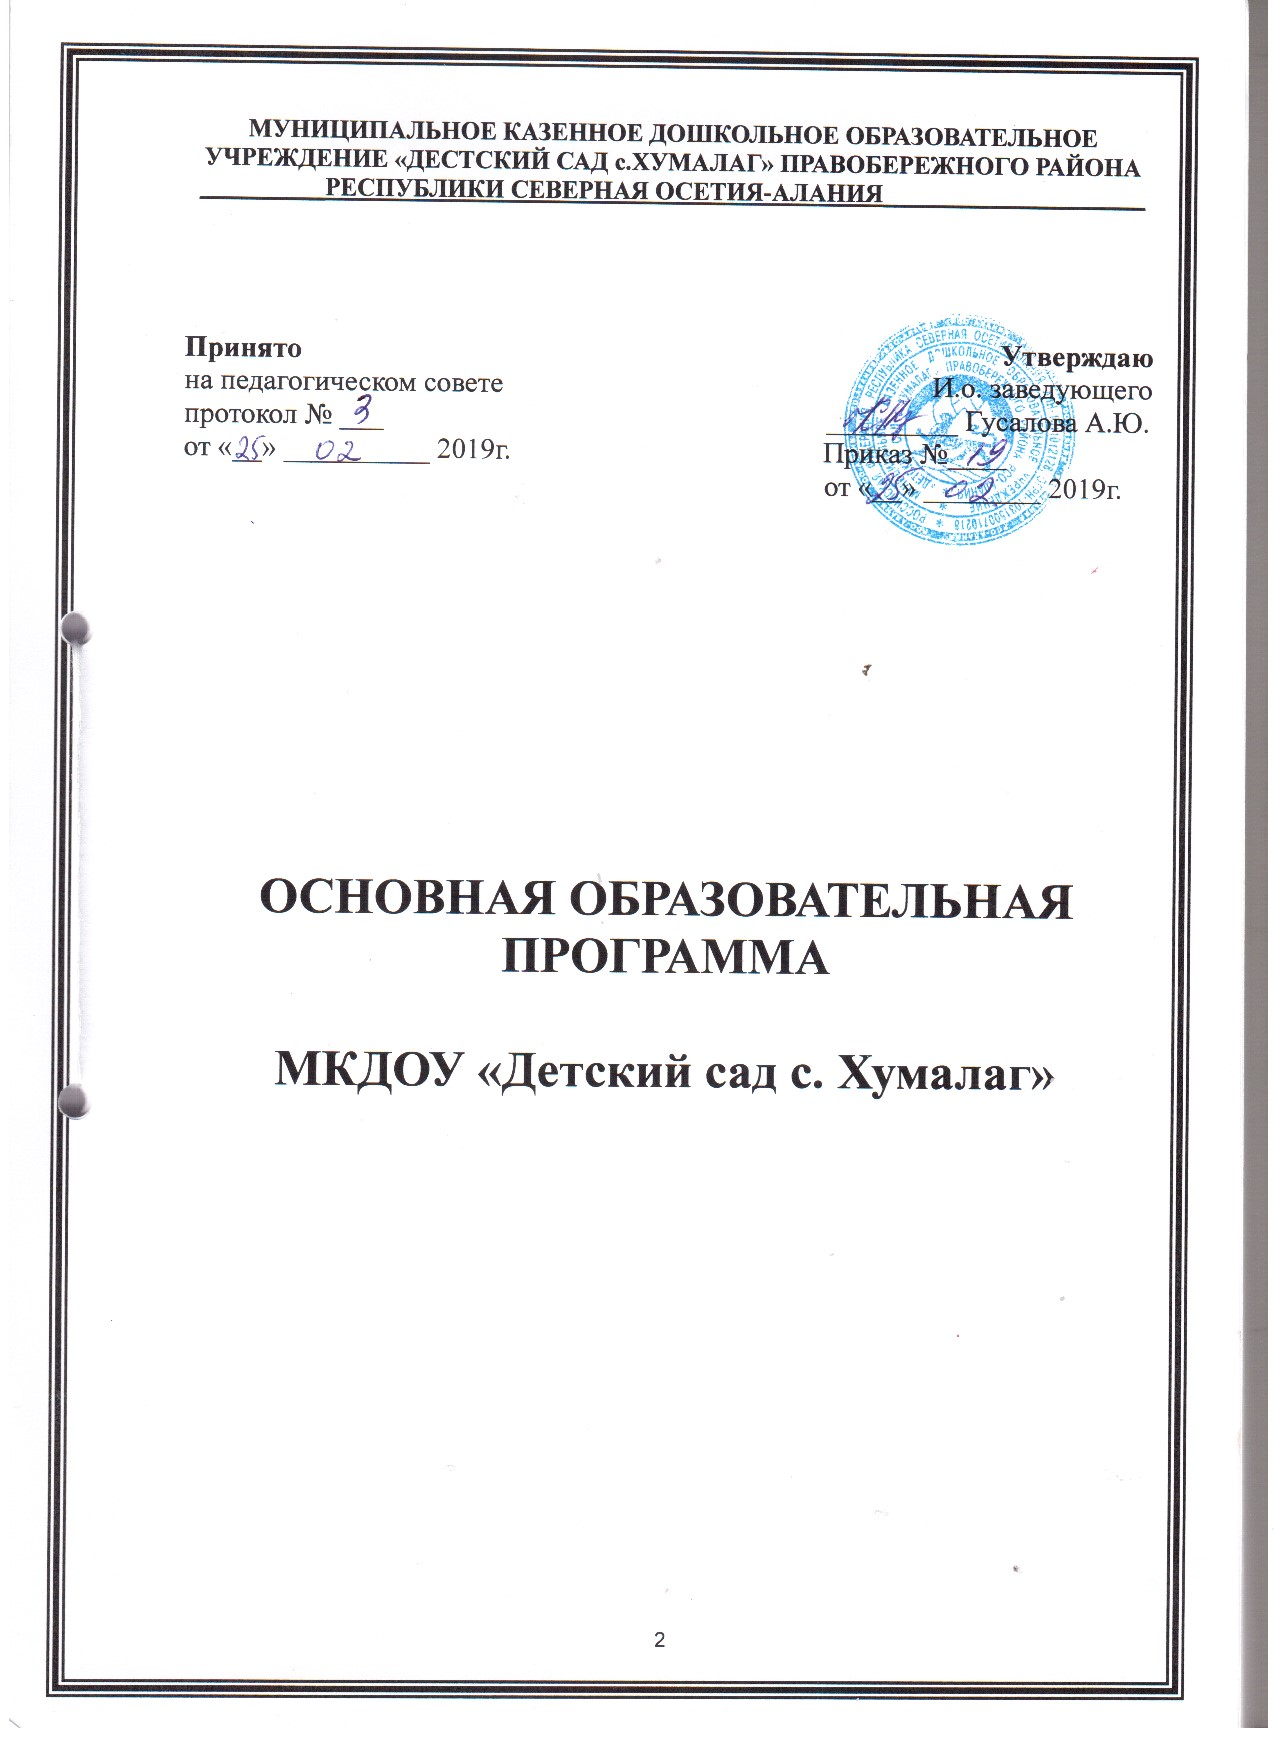 МУНИЦИПАЛЬНОЕ КАЗЕННОЕ ДОШКОЛЬНОЕ ОБРАЗОВАТЕЛЬНОЕ
УЧРЕЖДЕНИЕ «ДЕСТСКИЙ САД с.ХУМАЛАГ» ПРАВОБЕРЕЖНОГО РАЙОНА
РЕСПУБЛИКИ СЕВЕРНАЯ ОСЕТИЯ-АЛАНИЯ
Принято
на педагогическом совете
протокол № 3
от «25» 02 2019г.
Утверждаю
И.о. заведующего
Гусалова А.Ю.
Приказ №
от «25» 02 2019г.
ОСНОВНАЯ ОБРАЗОВАТЕЛЬНАЯ
ПРОГРАММА
МКДОУ «Детский сад с. Хумалаг»
2